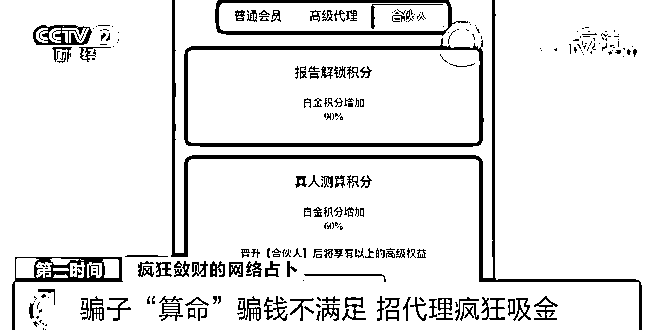 普通会员 高级代理 合伙人
CCTV 2
财经
报告解锁积分
白金积分增加
90%
真人测算积分
白金积分增加
60%
晋升【合伙人】后将享有以上的高级权益
第一时间
疯狂敛财的网络占卜
骗子“算命”骗钱不满足 招代理疯狂吸金